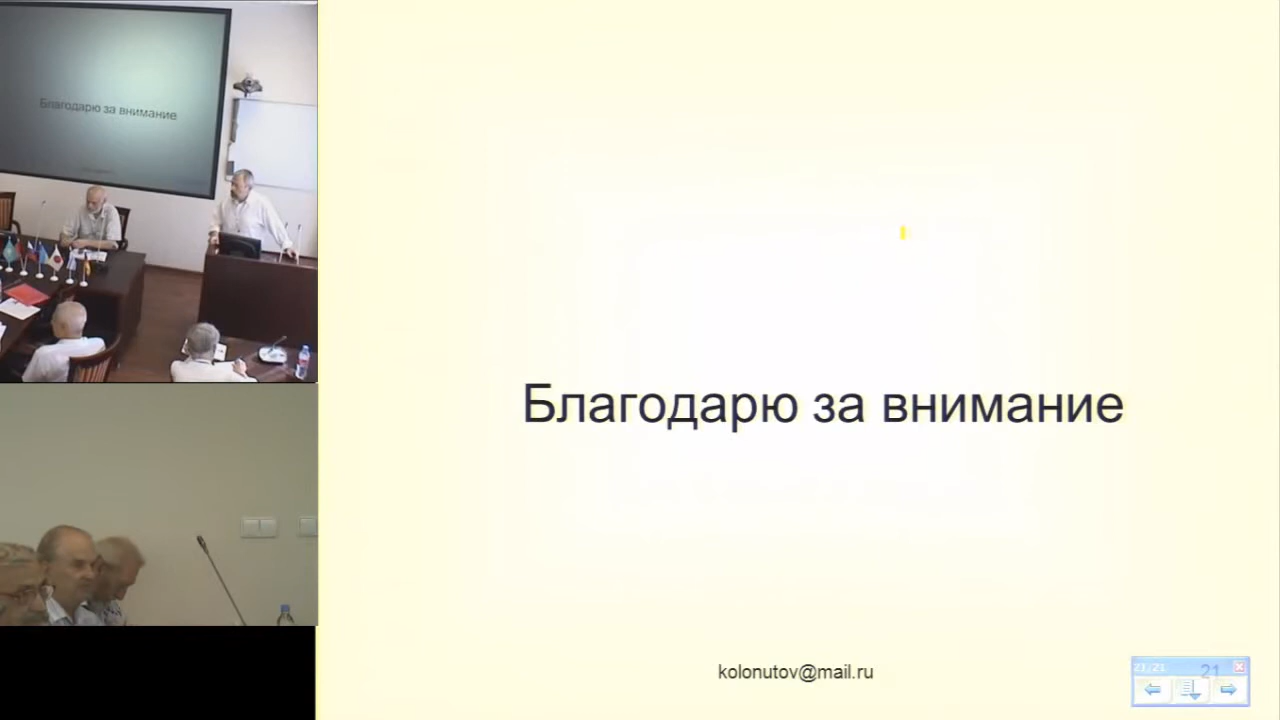 Благодарю за внимание
Благодарю за внимание
kolonutov@mail.ru
21/21
21